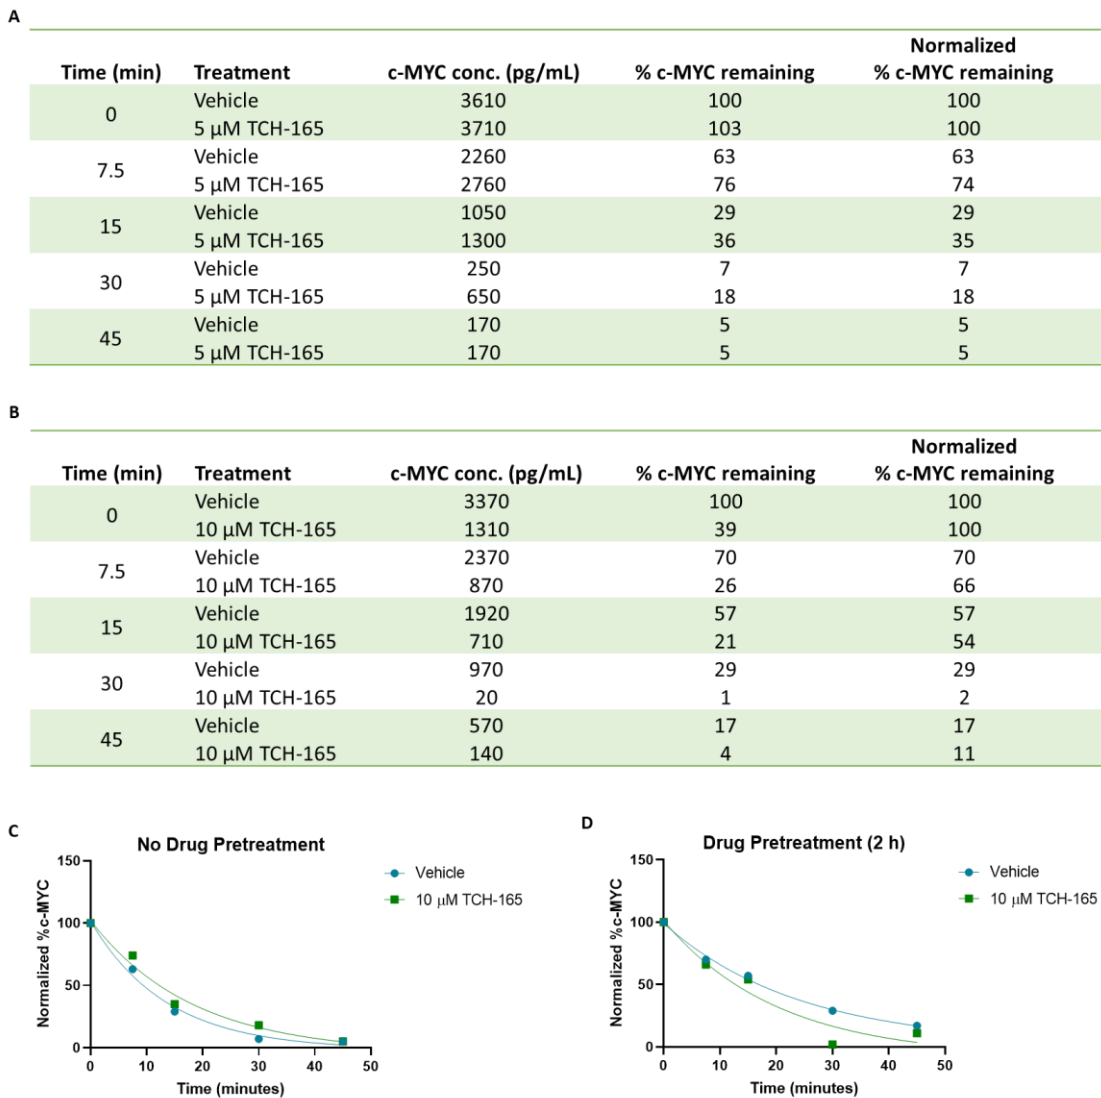 A
Normalized
Time (min) Treatment c-MYC conc. (pg/mL) % c-MYC remaining % c-MYC remaining
Vehicle 3610 100 100
0
5 µM TCH-165 3710 103 100
Vehicle 2260 63 63
7.5
5 µM TCH-165 2760 76 74
Vehicle 1050 29 29
15
5 µM TCH-165 1300 36 35
Vehicle 250 7 7
30
5 µM TCH-165 650 18 18
Vehicle 170 5 5
45
5 µM TCH-165 170 5 5
B
Normalized
Time (min) Treatment c-MYC conc. (pg/mL) % c-MYC remaining % c-MYC remaining
Vehicle 3370 100 100
0
10 µM TCH-165 1310 39 100
Vehicle 2370 70 70
7.5
10 µM TCH-165 870 26 66
Vehicle 1920 57 57
15
10 µM TCH-165 710 21 54
Vehicle 970 29 29
30
10 µM TCH-165 20 1 2
Vehicle 570 17 17
45
10 µM TCH-165 140 4 11
C
No Drug Pretreatment
Normalized %c-MYC
150
100
50
0
0 10 20 30 40 50
Time (minutes)
Vehicle
10 µM TCH-165
D
Drug Pretreatment (2 h)
Normalized %c-MYC
150
100
50
0
0 10 20 30 40 50
Time (minutes)
Vehicle
10 µM TCH-165